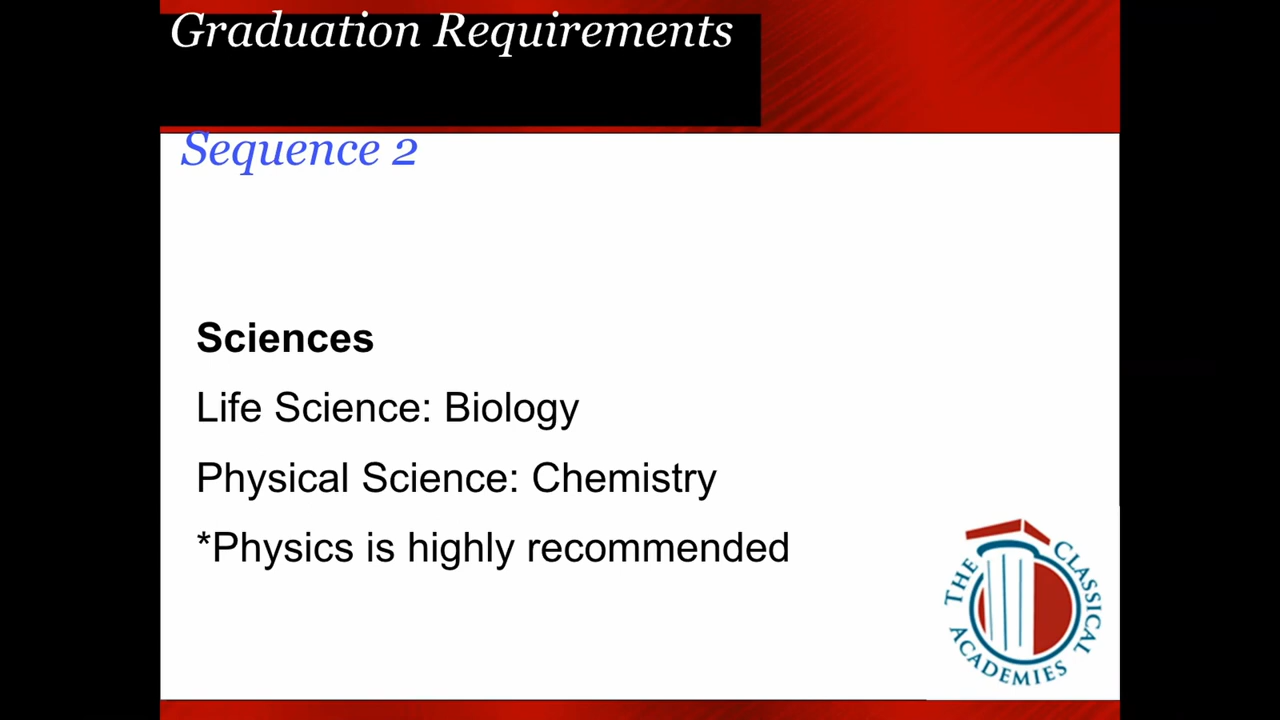 Graduation Requirements
Sequence 2
Sciences
Life Science: Biology
Physical Science: Chemistry
*Physics is highly recommended
THE CLASSICAL ACADEMIES